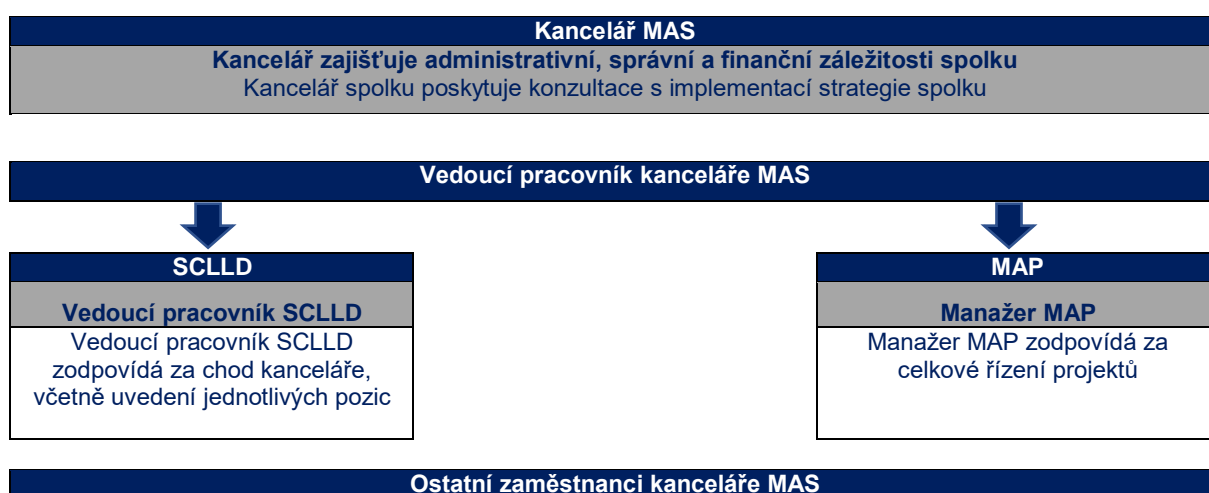 Kancelář MAS
Kancelář zajišťuje administrativní, správní a finanční záležitosti spolku
Kancelář spolku poskytuje konzultace s implementací strategie spolku
Vedoucí pracovník kanceláře MAS
SCLLD
Vedoucí pracovník SCLLD
Vedoucí pracovník SCLLD
zodpovídá za chod kanceláře,
včetně uvedení jednotlivých pozic
MAP
Manažer MAP
Manažer MAP zodpovídá za
celkové řízení projektů
Ostatní zaměstnanci kanceláře MAS